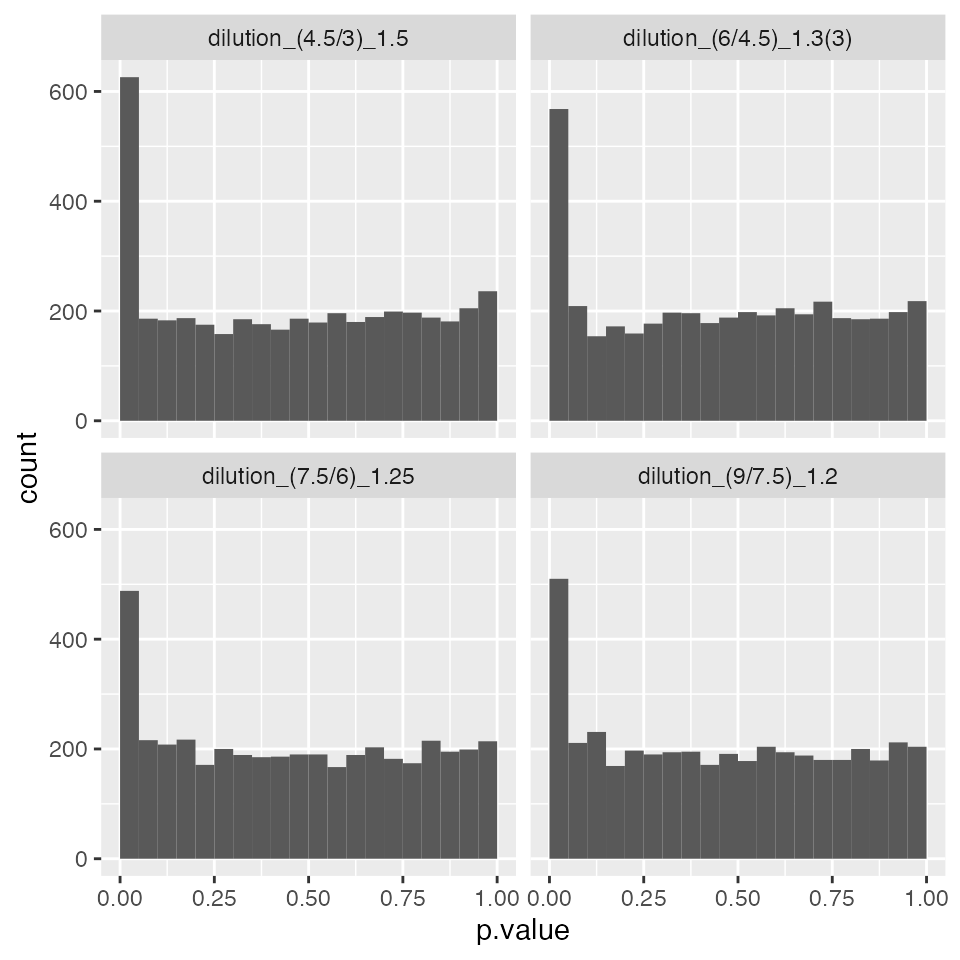 dilution_(4.5/3)_1.5
dilution_(6/4.5)_1.3(3)
600
400
200
0
dilution_(7.5/6)_1.25
dilution_(9/7.5)_1.2
600
400
200
0
count
0.00 0.25 0.50 0.75 1.00 0.00 0.25 0.50 0.75 1.00
p.value